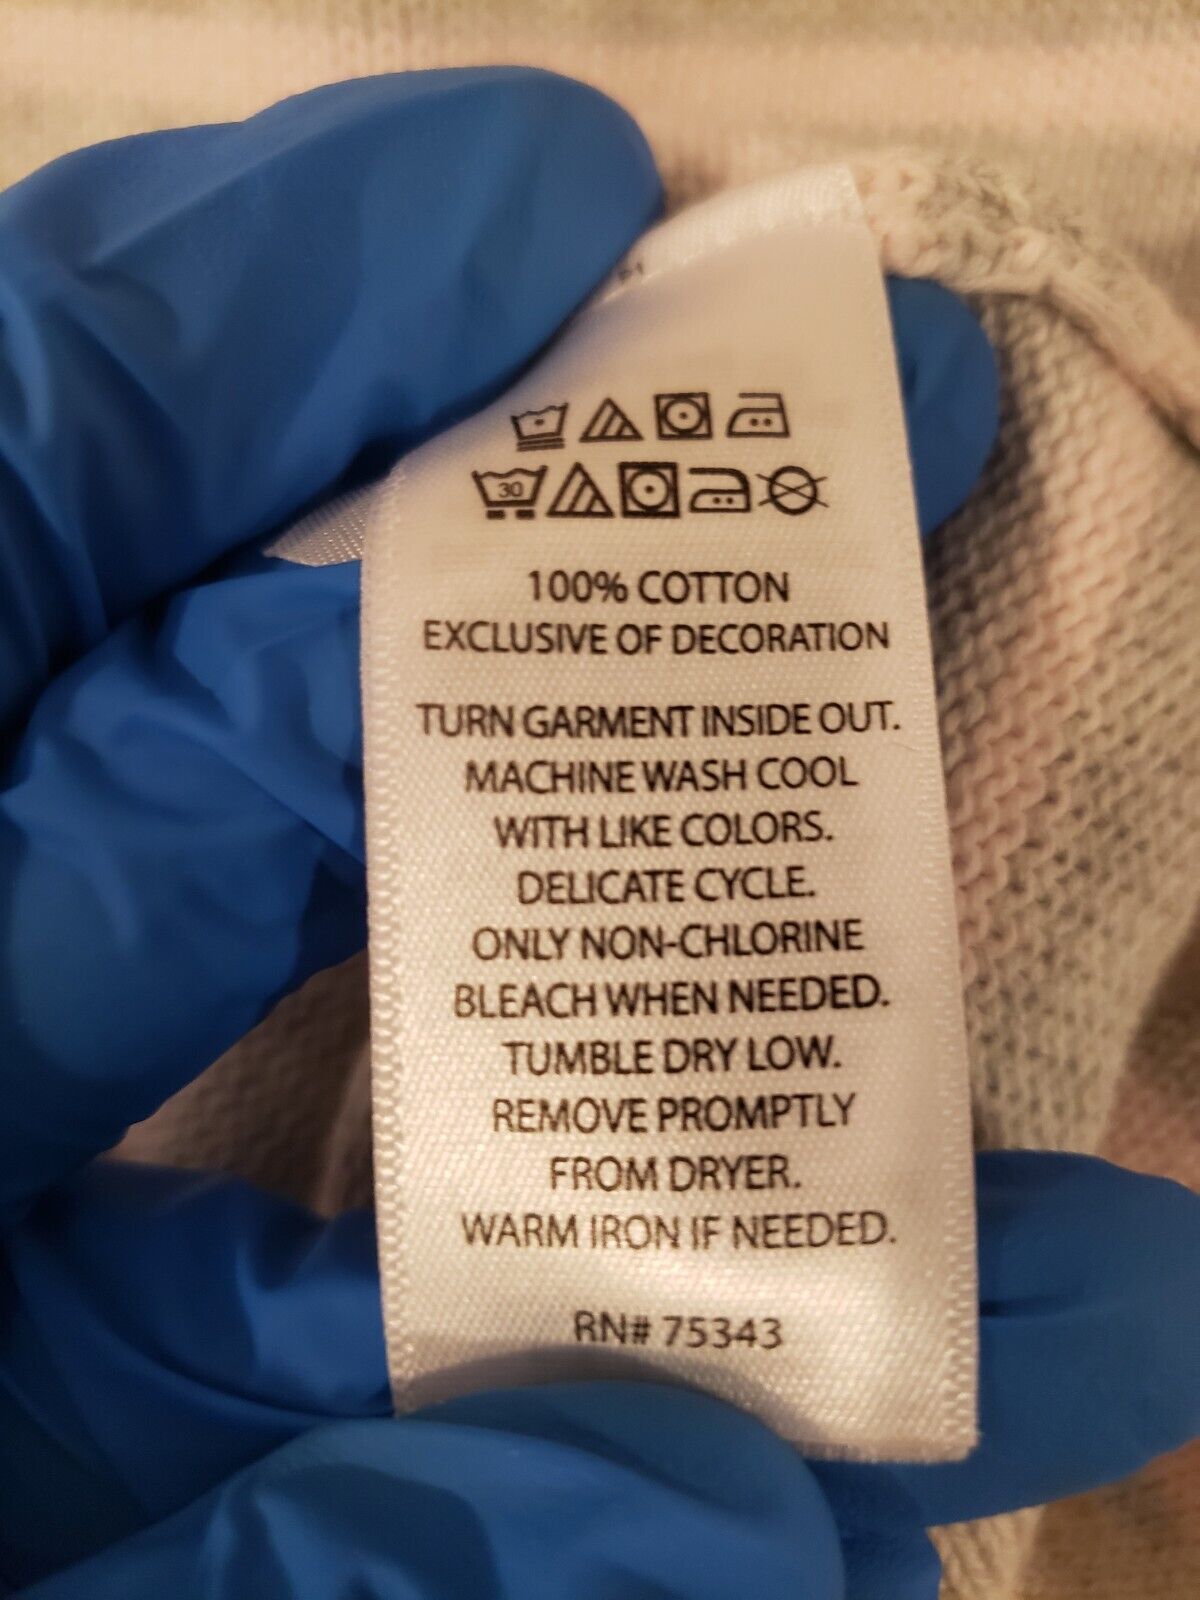 30
100% COTTON
EXCLUSIVE OF DECORATION
TURN GARMENT INSIDE OUT.
MACHINE WASH COOL
WITH LIKE COLORS.
DELICATE CYCLE.
ONLY NON-CHLORINE
BLEACH WHEN NEEDED.
TUMBLE DRY LOW.
REMOVE PROMPTLY
FROM DRYER.
WARM IRON IF NEEDED.
RN# 75343